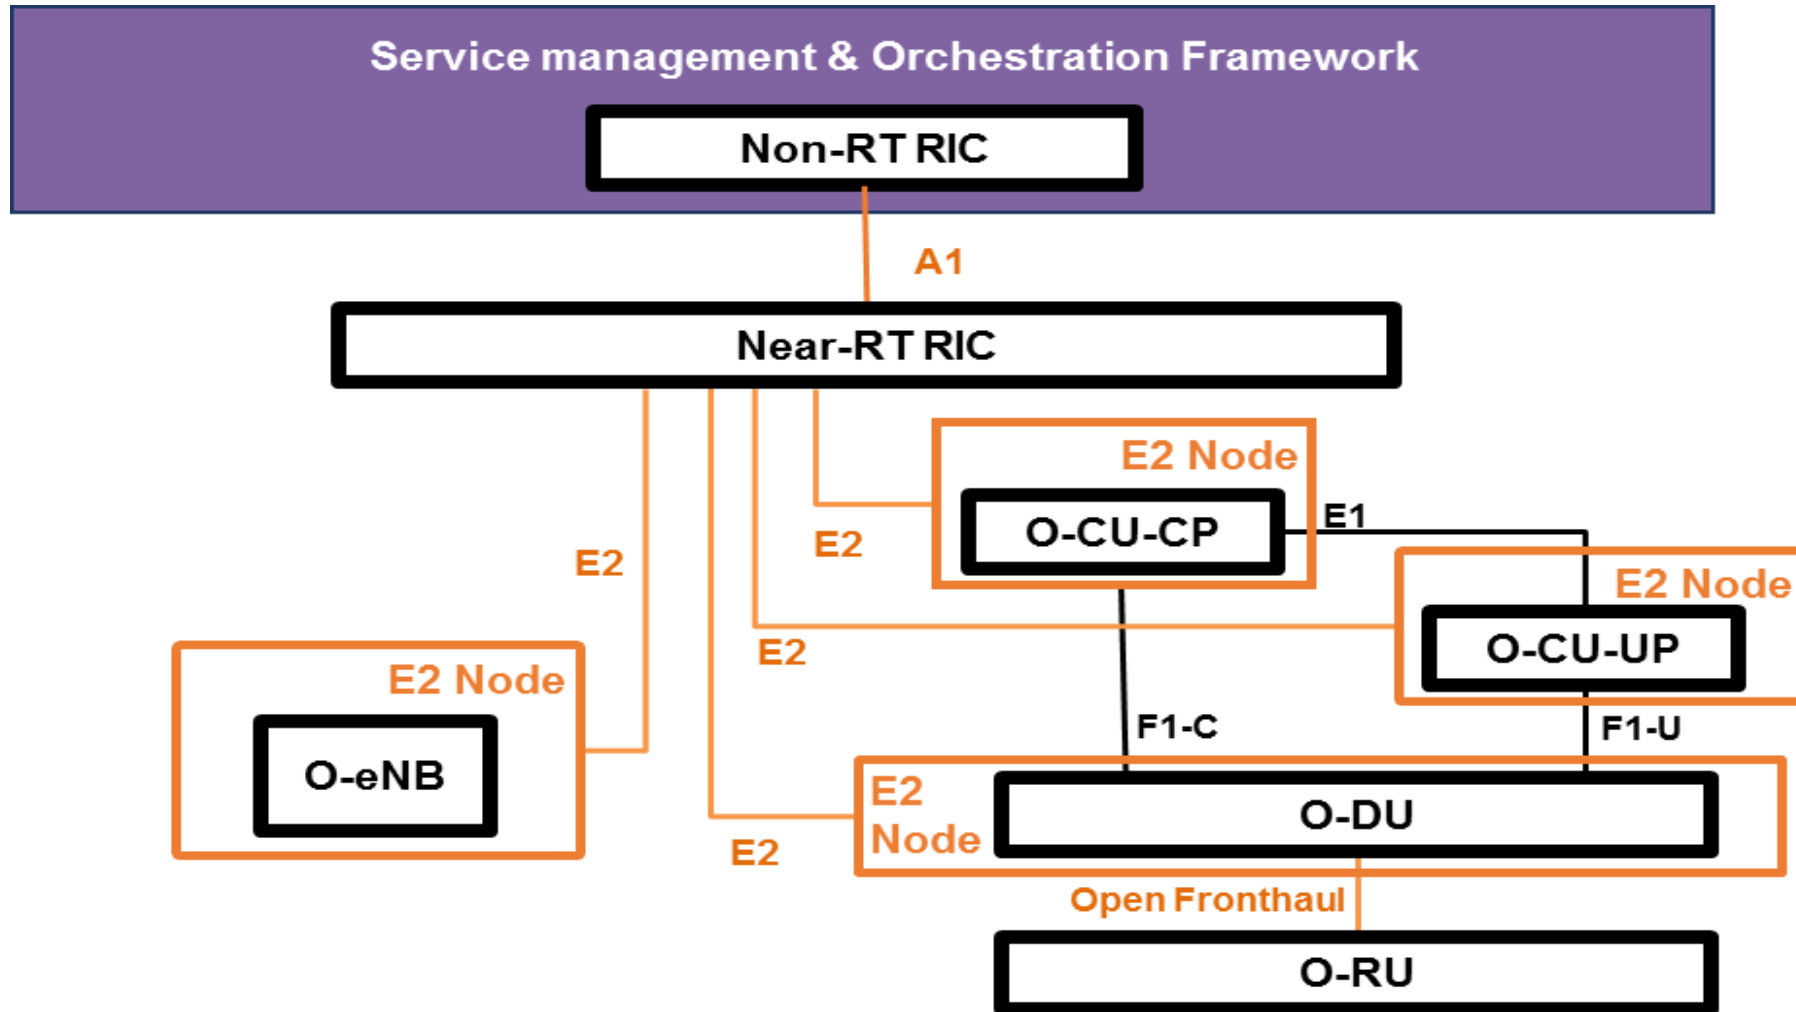 Service management & Orchestration Framework
Non-RT RIC
A1
Near-RT RIC
E2 Node
O-CU-CP
E1
E2
E2
E2 Node
O-CU-UP
E2
E2 Node
O-eNB
F1-C
F1-U
E2
Node
O-DU
E2
Open Fronthaul
O-RU